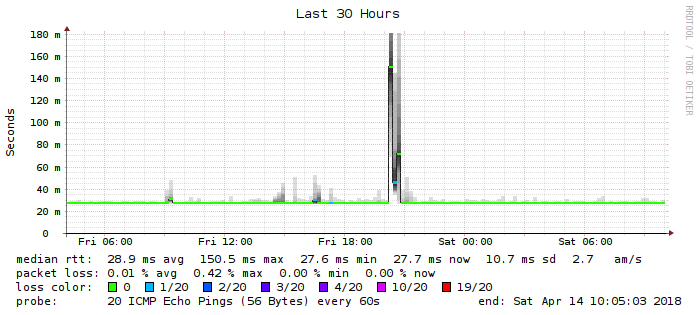 Last 30 Hours
RRDTOOL / TOBI OETIKER
Seconds
180 m
160 m
140 m
120 m
100 m
80 m
60 m
40 m
20 m
0
Fri 06:00 Fri 12:00 Fri 18:00 Sat 00:00 Sat 06:00
median rtt: 28.9 ms avg 150.5 ms max 27.6 ms min 27.7 ms now 10.7 ms sd 2.7 am/s
packet loss: 0.01 % avg 0.42 % max 0.00 % min 0.00 % now
loss color: 0 1/20 2/20 3/20 4/20 10/20 19/20
probe: 20 ICMP Echo Pings (56 Bytes) every 60s end: Sat Apr 14 10:05:03 2018